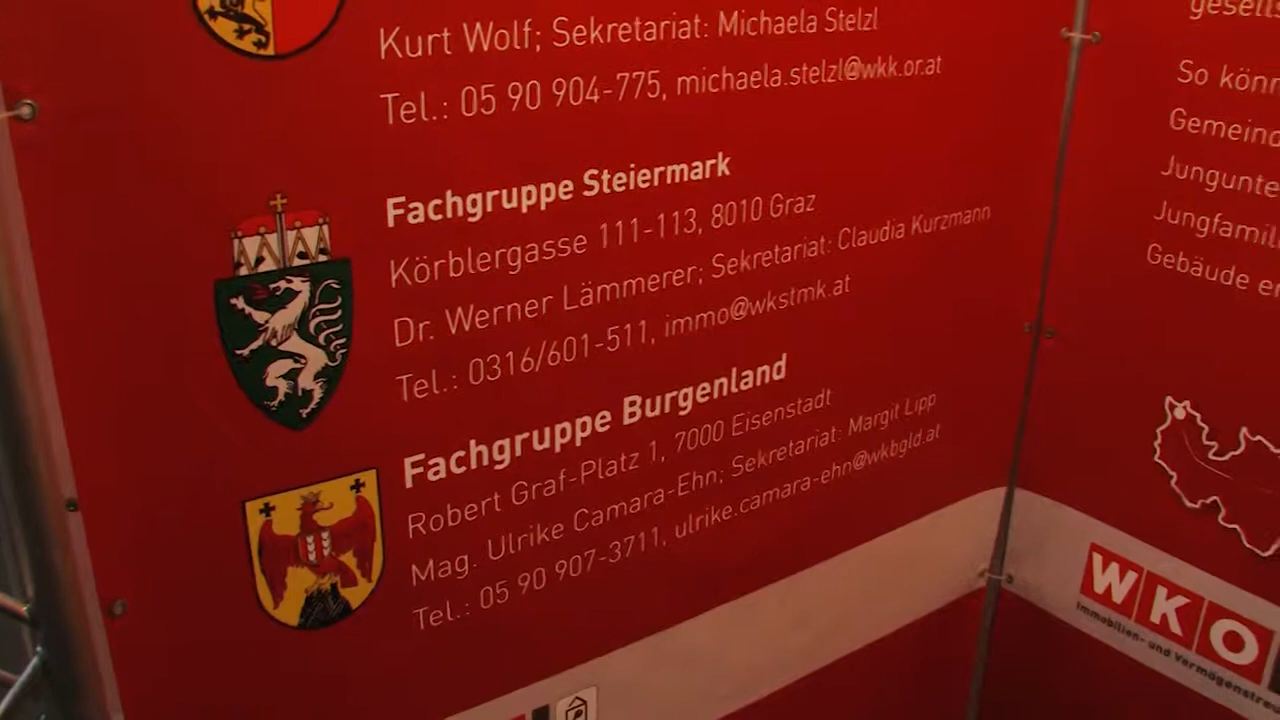 Kurt Wolf; Sekretariat: Michaela Stelzl
Tel.: 05 90 904-775, michaela.stelzl@wkk.or.at
Fachgruppe Steiermark
Körblergasse 111-113, 8010 Graz
Dr. Werner Lämmerer; Sekretariat: Claudia Kurzmann
Tel.: 0316/601-511, immo@wkstmk.at
Fachgruppe Burgenland
Robert Graf-Platz 1, 7000 Eisenstadt
Mag. Ulrike Camara-Ehn; Sekretariat: Margit Lipp
Tel.: 05 90 907-3711, ulrike.camara-ehn@wkbgld.at
So könn
Gemeind
Jungunte
Jungfamil
Gebäude
WKO
Immobilien- und Vermögenstreu